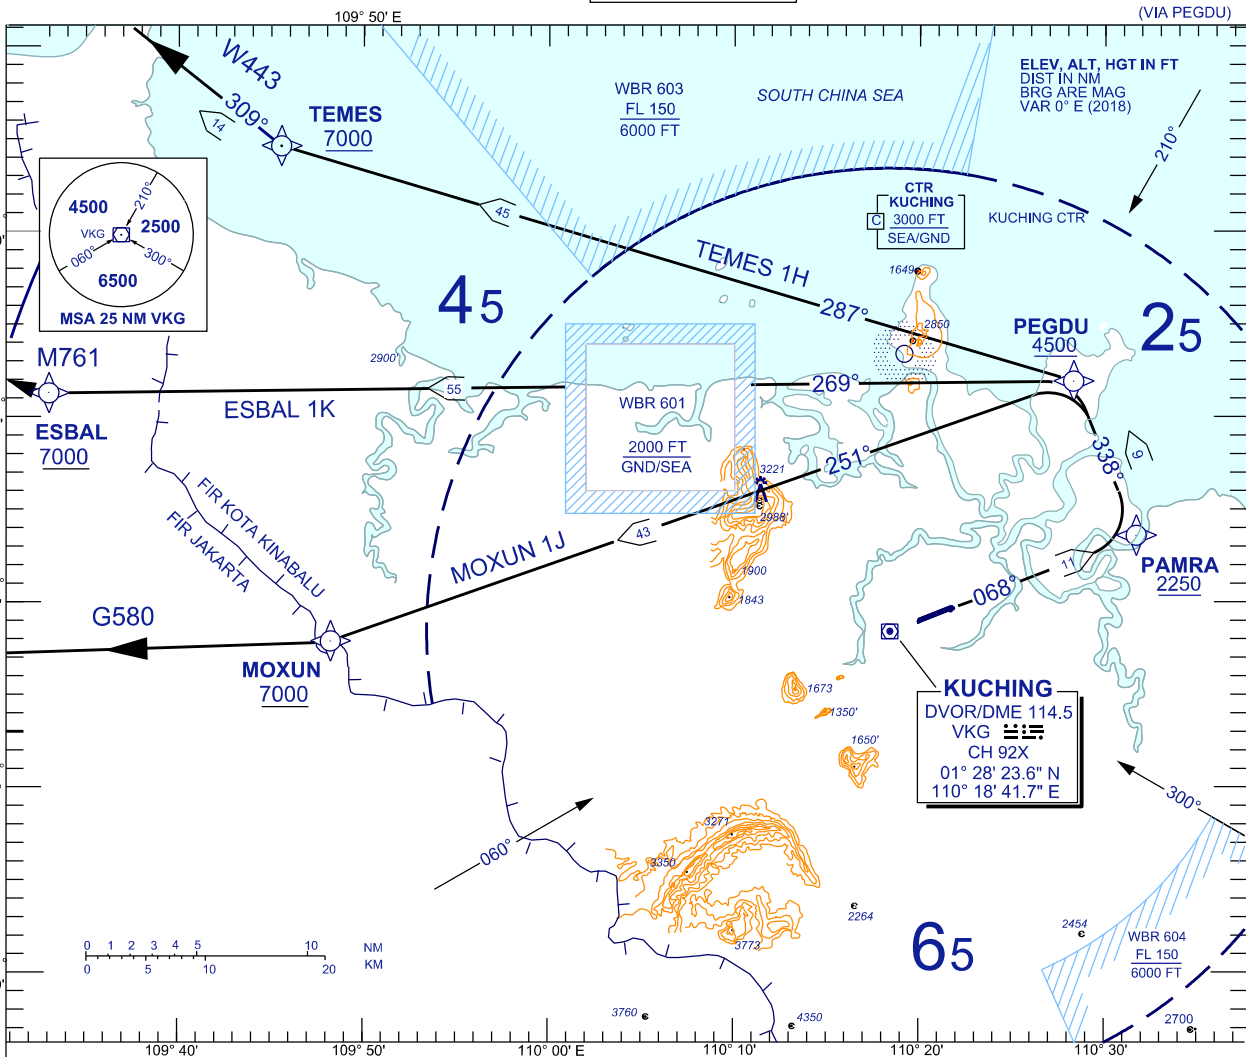 (VIA PEGDU)
109° 50' E
W443
309°
14
TEMES
7000
WBR 603
FL 150
6000 FT
SOUTH CHINA SEA
ELEV, ALT, HGT IN FT
DIST IN NM
BRG ARE MAG
VAR 0° E (2018)
210°
4500
210°
VKG
2500
060°
300°
6500
MSA 25 NM VKG
45
CTR
KUCHING
C
3000 FT
SEA/GND
KUCHING CTR
TEMES 1H
287°
1649
2850
45
25
PEGDU
4500
M761
2900'
55
ESBAL 1K
269°
ESBAL
7000
WBR 601
2000 FT
GND/SEA
251°
3221
2988'
338°
9
FIR KOTA KINABALU
FIR JAKARTA
43
MOXUN 1J
1900
1843
11
068°
PAMRA
2250
G580
MOXUN
7000
KUCHING
DVOR/DME 114.5
VKG
CH 92X
01° 28' 23.6" N
110° 18' 41.7" E
1673
1350'
1650'
300°
060°
3271
3350
3773
2264
2454
65
WBR 604
FL 150
6000 FT
0 1 2 3 4 5 10 NM
0 5 10 20 KM
3760
4350
2700
109° 40'
109° 50'
110° 00' E
110° 10'
110° 20'
110° 30'